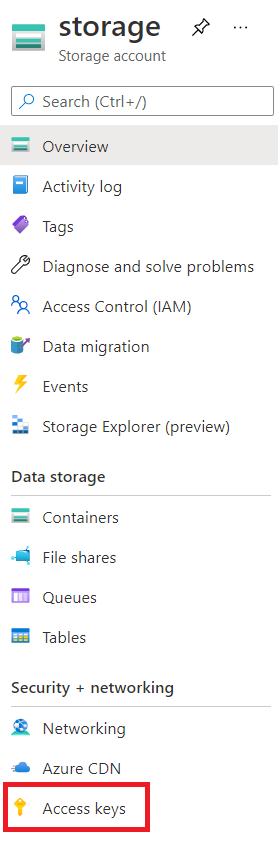 storage
Storage account
Search (Ctrl+/)
Overview
Activity log
Tags
Diagnose and solve problems
Access Control (IAM)
Data migration
Events
Storage Explorer (preview)
Data storage
Containers
File shares
Queues
Tables
Security + networking
Networking
Azure CDN
Access keys